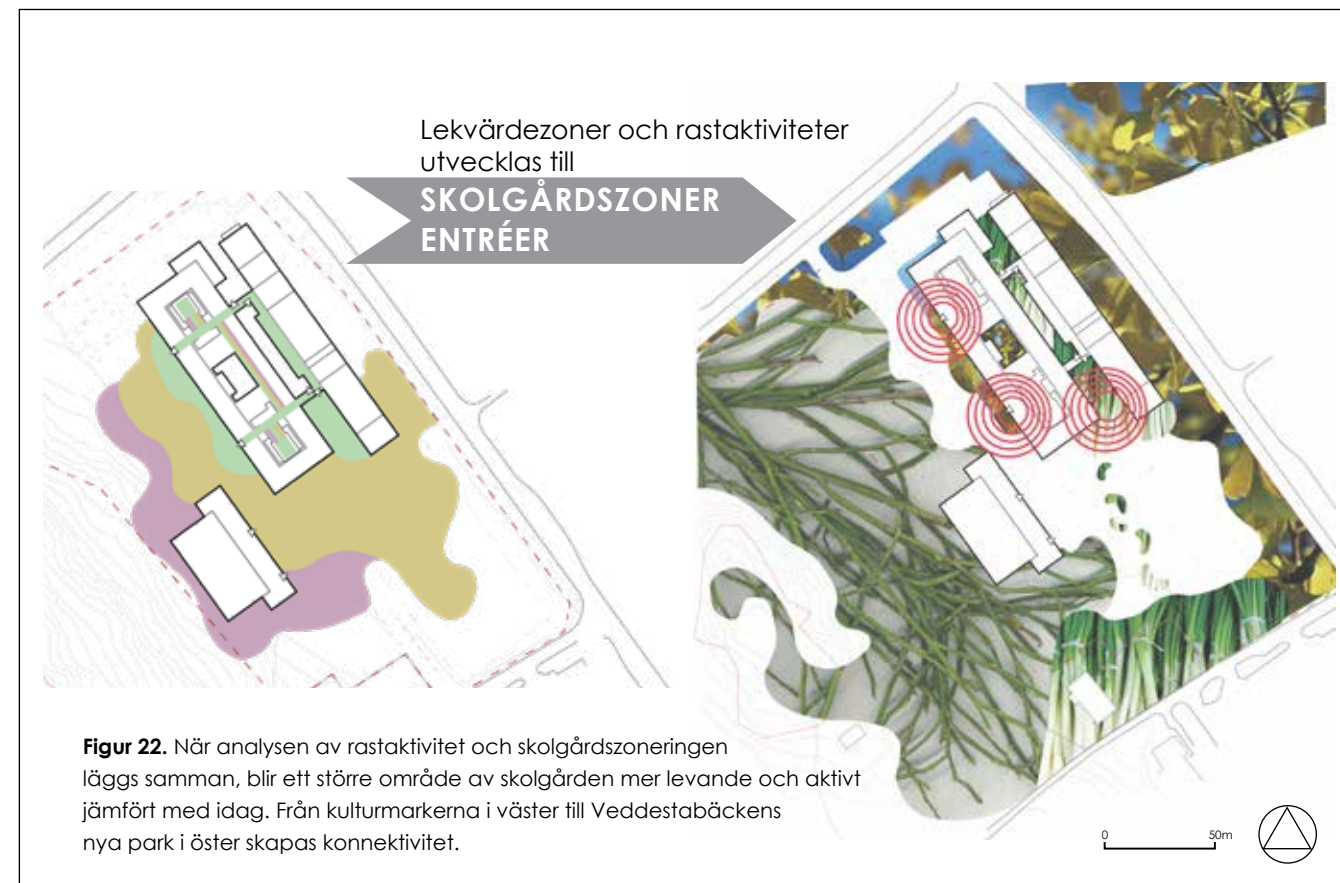 Lekvärdezoner och rastaktiviteter
utvecklas till
SKOLGÅRDSZONER
ENTRÉER
Figur 22. När analysen av rastaktivitet och skolgårdszoneringen
läggs samman, blir ett större område av skolgården mer levande och aktivt
jämfört med idag. Från kulturmarkerna i väster till Veddestabäckens
nya park i öster skapas konnektivitet.
0 50m